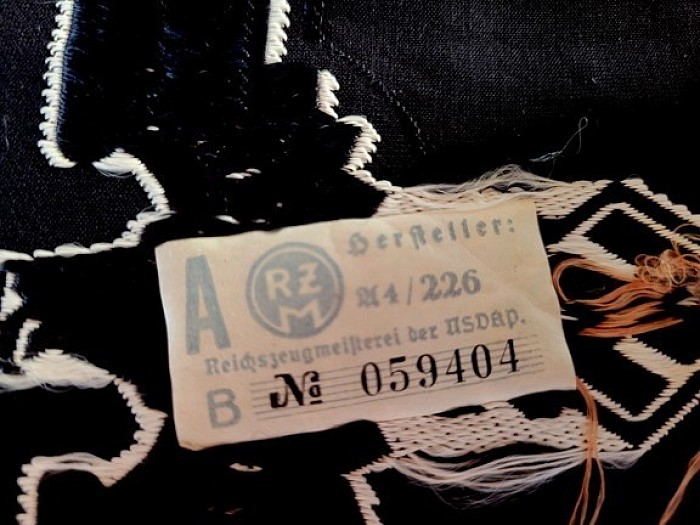 A
RZM
Hersteller:
M4/226
Reichszeugmeisterei der NSDAP.
B
№ 059404